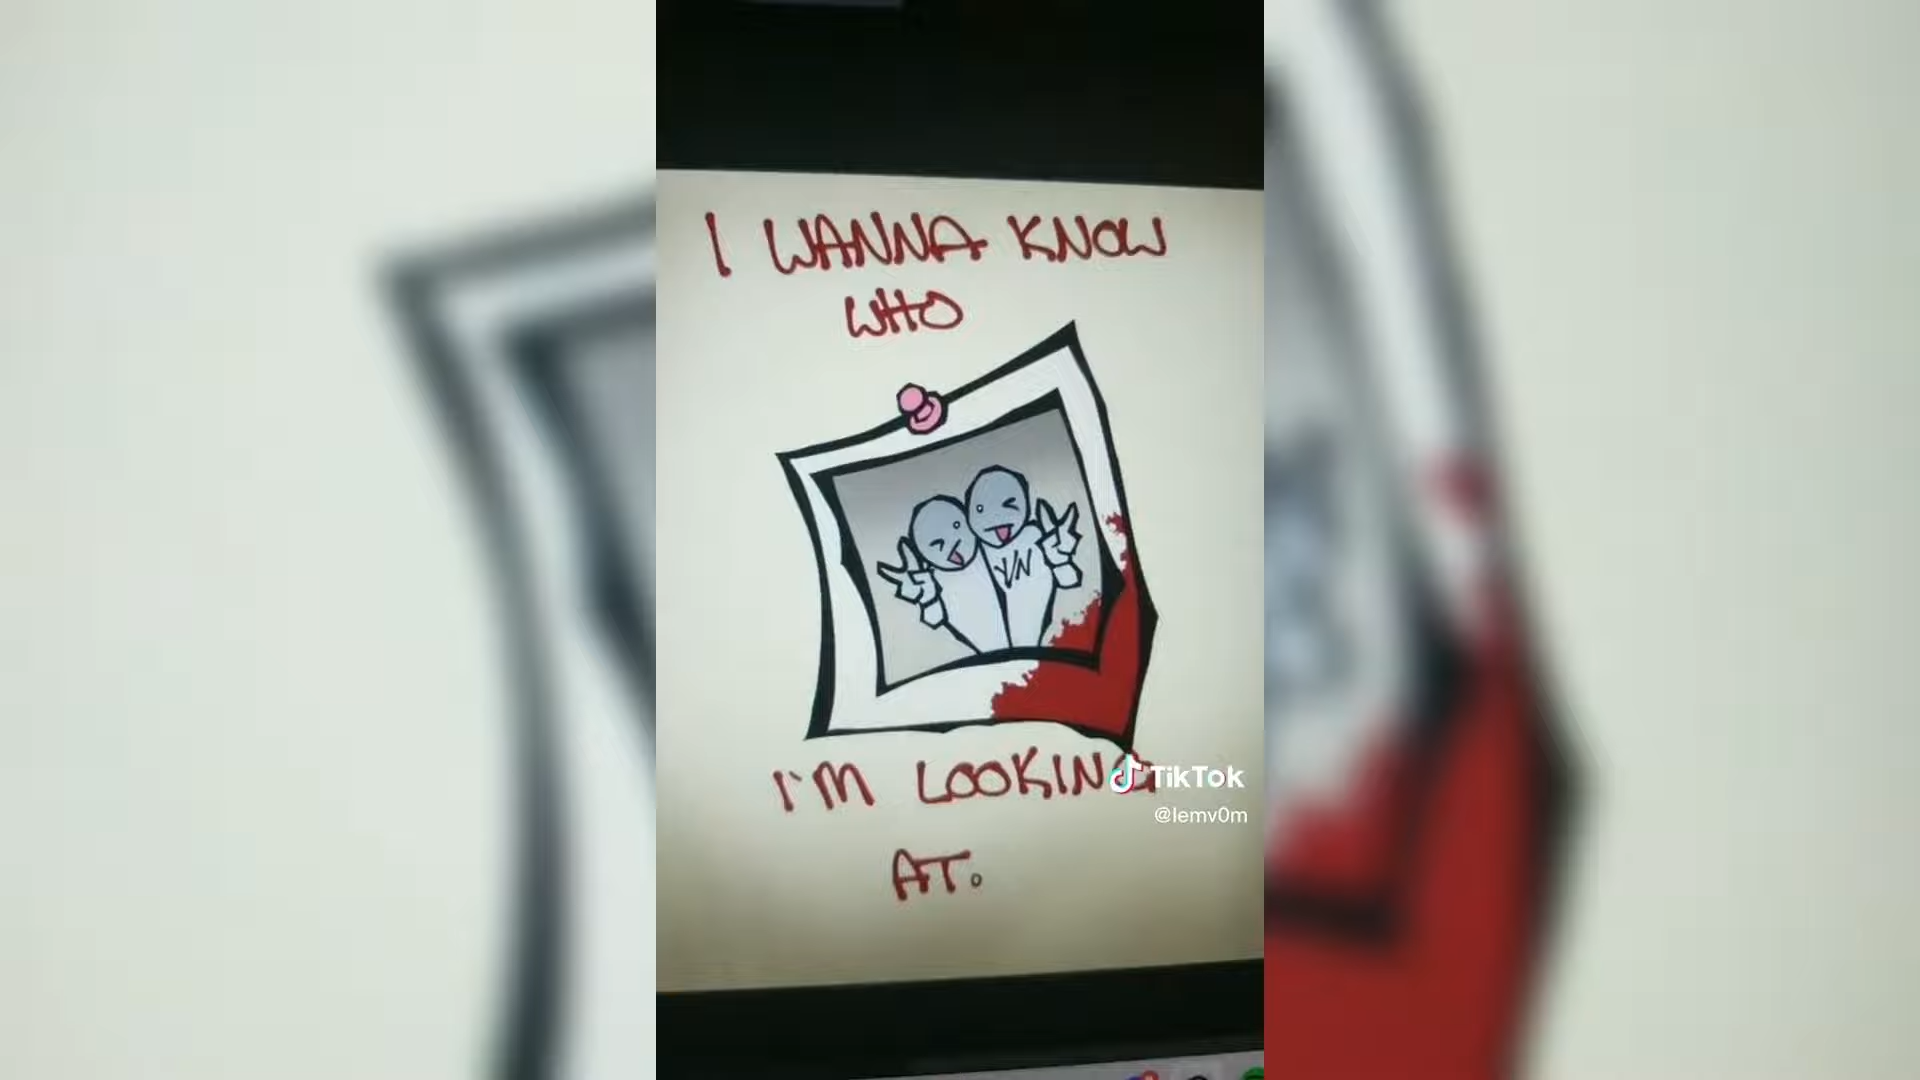 I WANNA KNOW
WHO
Y/N
I'M LOOKING
AT.
TikTok
@lemv0m